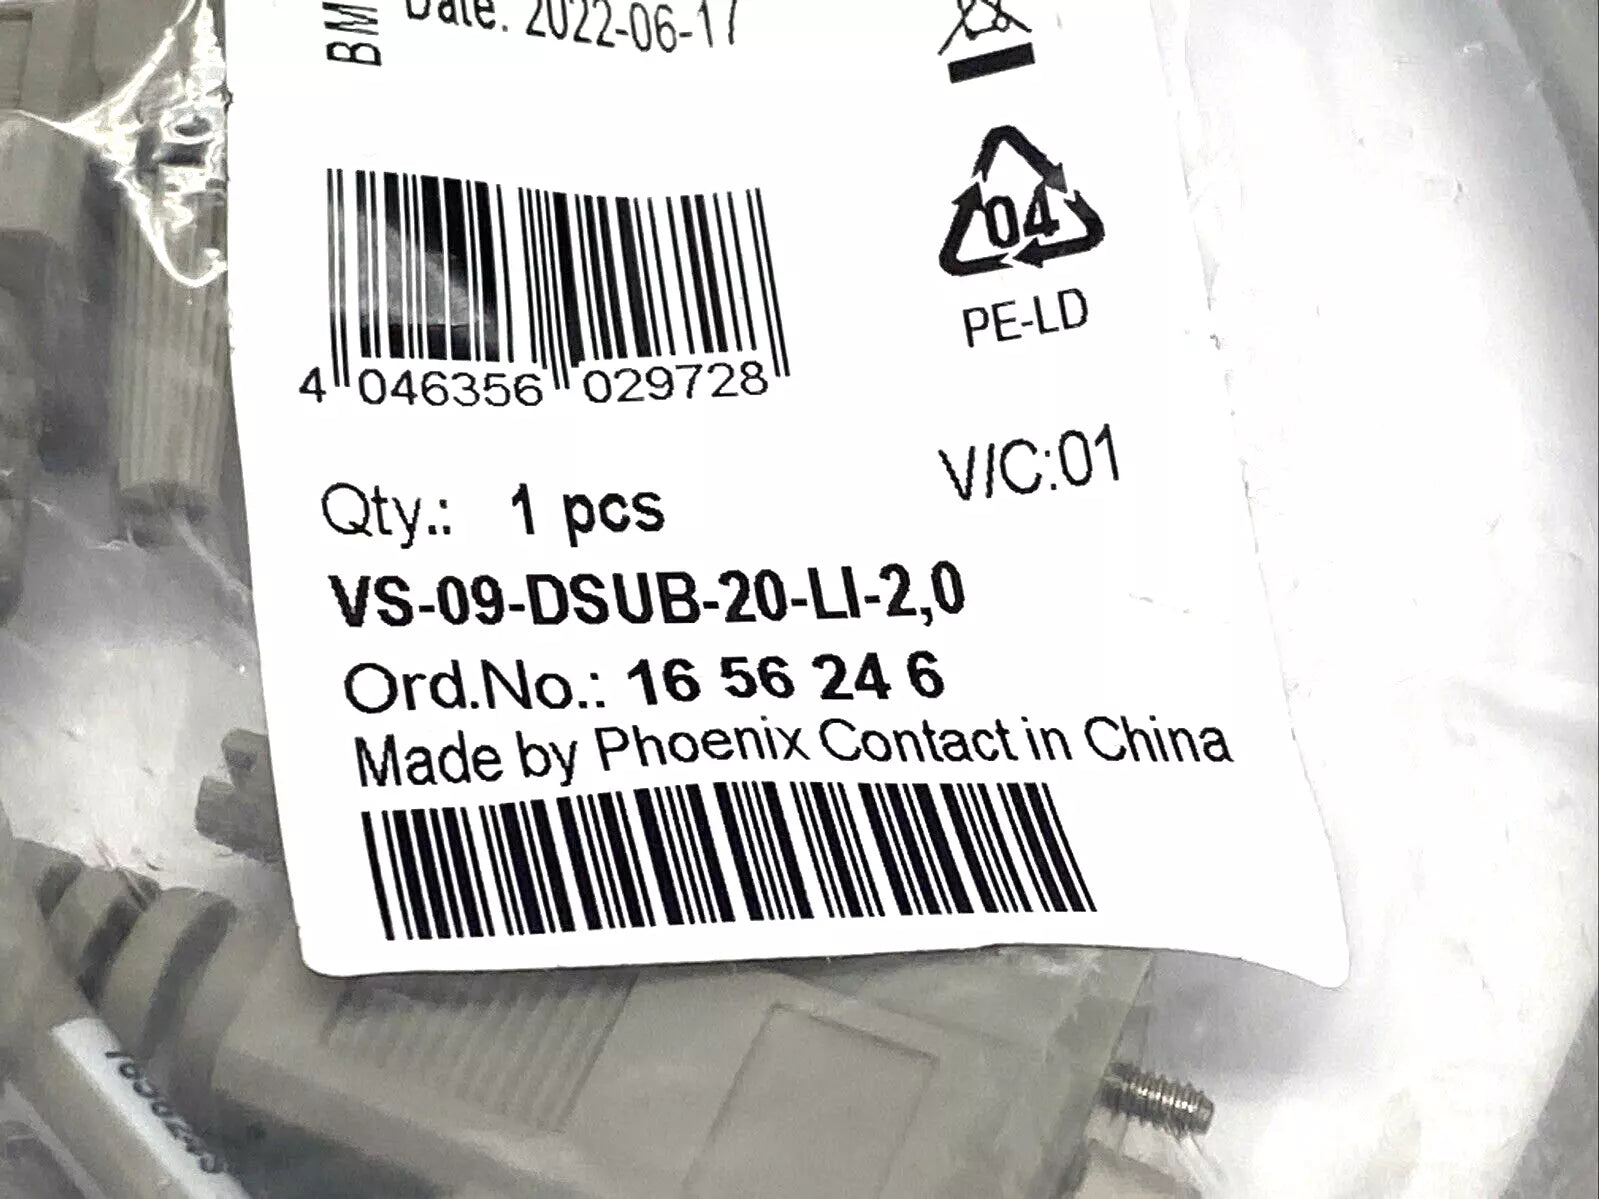 BM
Date: 2022-06-17
04
PE-LD
4 046356 029728
V/C:01
Qty.: 1 pcs
VS-09-DSUB-20-LI-2,0
Ord.No.: 16 56 24 6
Made by Phoenix Contact in China